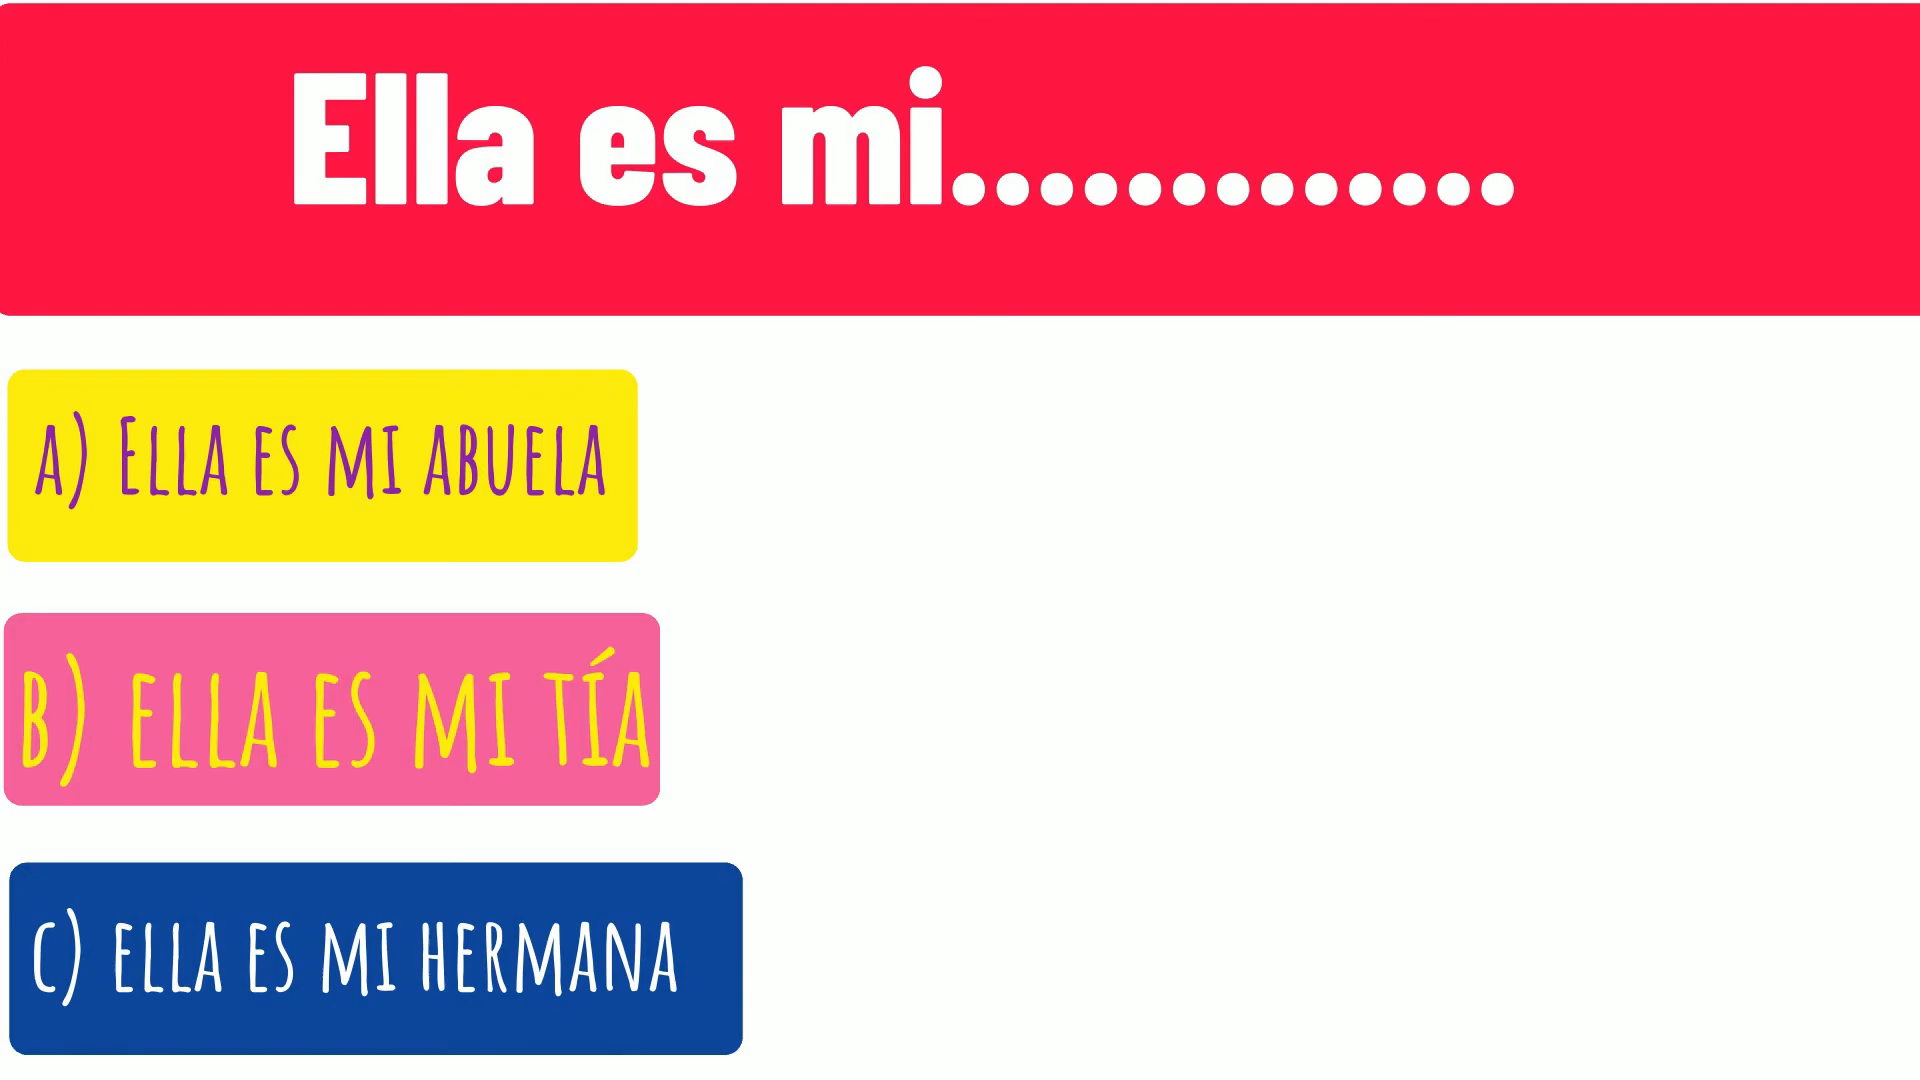 Ella es mi.............
A) ELLA ES MI ABUELA
B) ELLA ES MI TÍA
C) ELLA ES MI HERMANA